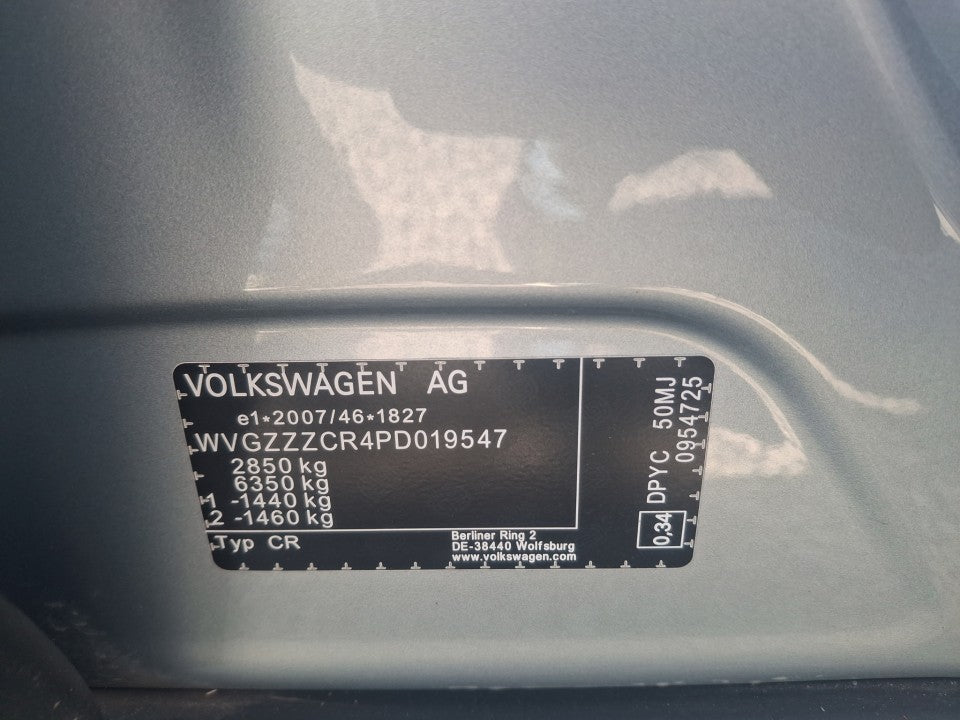 VOLKSWAGEN AG
e1*2007/46*1827
WVGZZZCR4PD019547
2850 kg
6350 kg
1 -1440 kg
2 -1460 kg
Typ CR
Berliner Ring 2
DE-38440 Wolfsburg
www.volkswagen.com
0.34
DPYC 50MJ
0954725